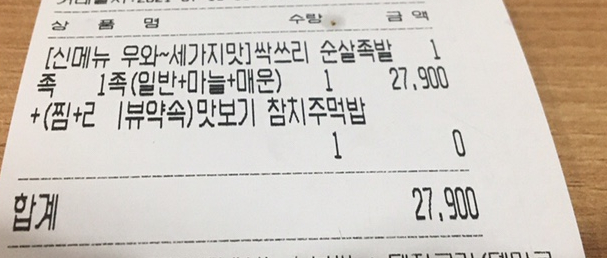 상 품 명 수량 금 액
[신메뉴 우와~세가지맛]싹쓰리 순살족발 1
족 1족(일반+마늘+매운) 1 27,900
+(찜+리뷰약속)맛보기 참치주먹밥
1 0
합계 27,900